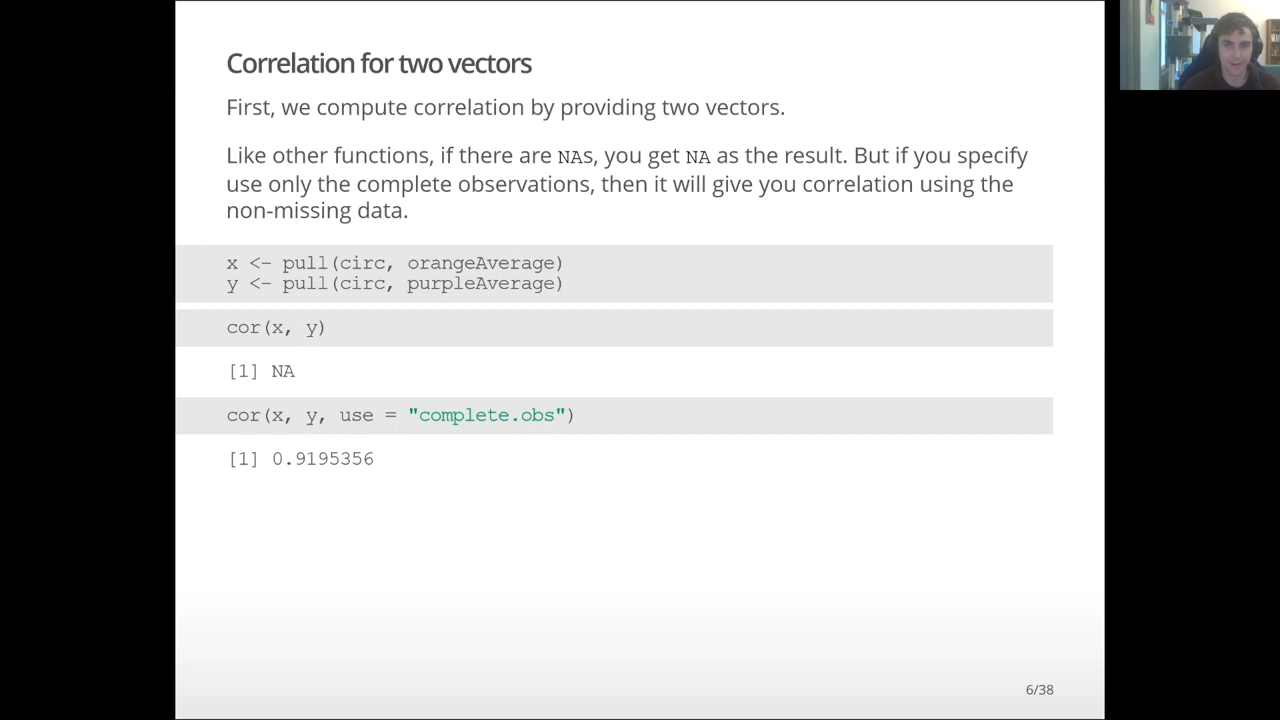 Correlation for two vectors
First, we compute correlation by providing two vectors.
Like other functions, if there are NAs, you get NA as the result. But if you specify
use only the complete observations, then it will give you correlation using the
non-missing data.
x <- pull(circ, orangeAverage)
y <- pull(circ, purpleAverage)
cor(x, y)
[1] NA
cor(x, y, use = "complete.obs")
[1] 0.9195356
6/38